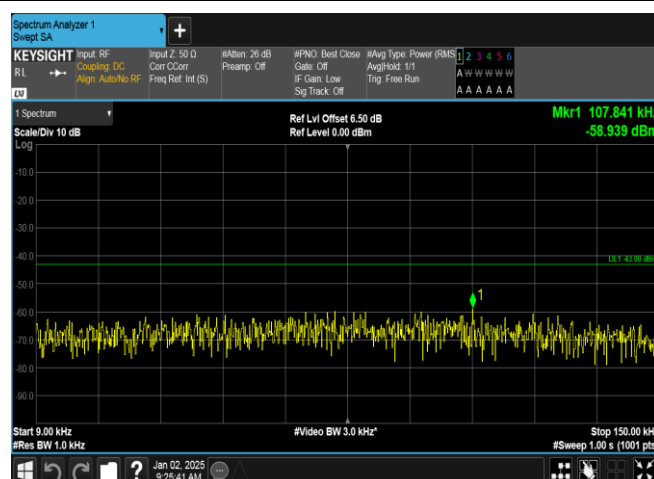 Spectrum Analyzer 1
Swept SA
+
KEYSIGHT
R L
LXI
Input: RF
Coupling: DC
Align: Auto/No RF
Input Z: 50 Ω
Corr CCorr
Freq Ref: Int (S)
#Atten: 26 dB
Preamp: Off
#PNO: Best Close
Gate: Off
IF Gain: Low
Sig Track: Off
#Avg Type: Power (RMS
Avg|Hold: 1/1
Trig: Free Run
1 2 3 4 5 6
A W W W W W
A A A A A A
1 Spectrum
Scale/Div 10 dB
Log
Ref Lvl Offset 6.50 dB
Ref Level 0.00 dBm
Mkr1 107.841 kHz
-58.939 dBm
-10.0
-20.0
-30.0
-40.0
DL1 -43.00 dBm
-50.0
1
-60.0
-70.0
-80.0
-90.0
Start 9.00 kHz
#Res BW 1.0 kHz
#Video BW 3.0 kHz*
Stop 150.00 kH
#Sweep 1.00 s (1001 pts
?
Jan 02, 2025
9:25:41 AM